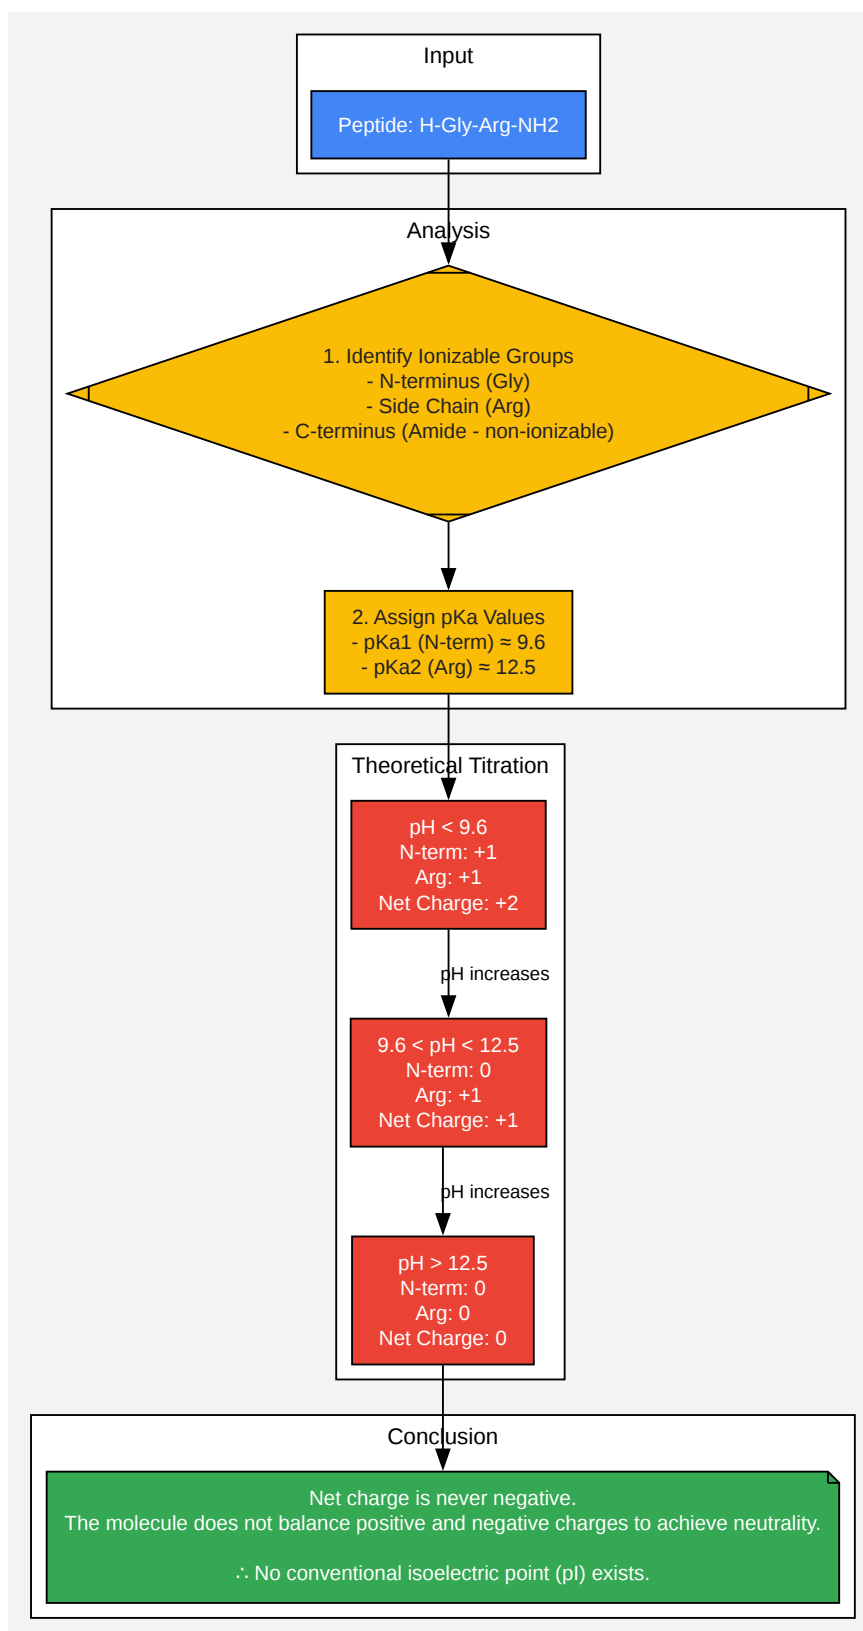 Input
Peptide: H-Gly-Arg-NH2
Analysis
1. Identify Ionizable Groups
- N-terminus (Gly)
- Side Chain (Arg)
- C-terminus (Amide - non-ionizable)
2. Assign pKa Values
- pKa1 (N-term) ≈ 9.6
- pKa2 (Arg) ≈ 12.5
Theoretical Titration
pH < 9.6
N-term: +1
Arg: +1
Net Charge: +2
pH increases
9.6 < pH < 12.5
N-term: 0
Arg: +1
Net Charge: +1
pH increases
pH > 12.5
N-term: 0
Arg: 0
Net Charge: 0
Conclusion
Net charge is never negative.
The molecule does not balance positive and negative charges to achieve neutrality.
∴ No conventional isoelectric point (pI) exists.